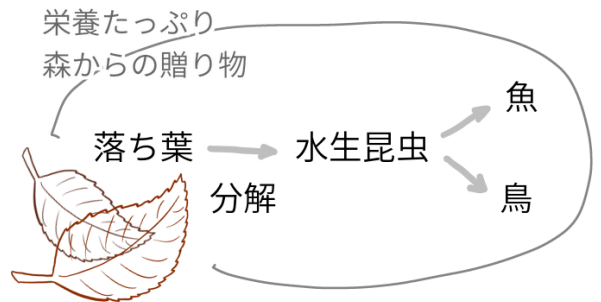 栄養たっぷり
森からの贈り物
魚
落ち葉
水生昆虫
分解
鳥